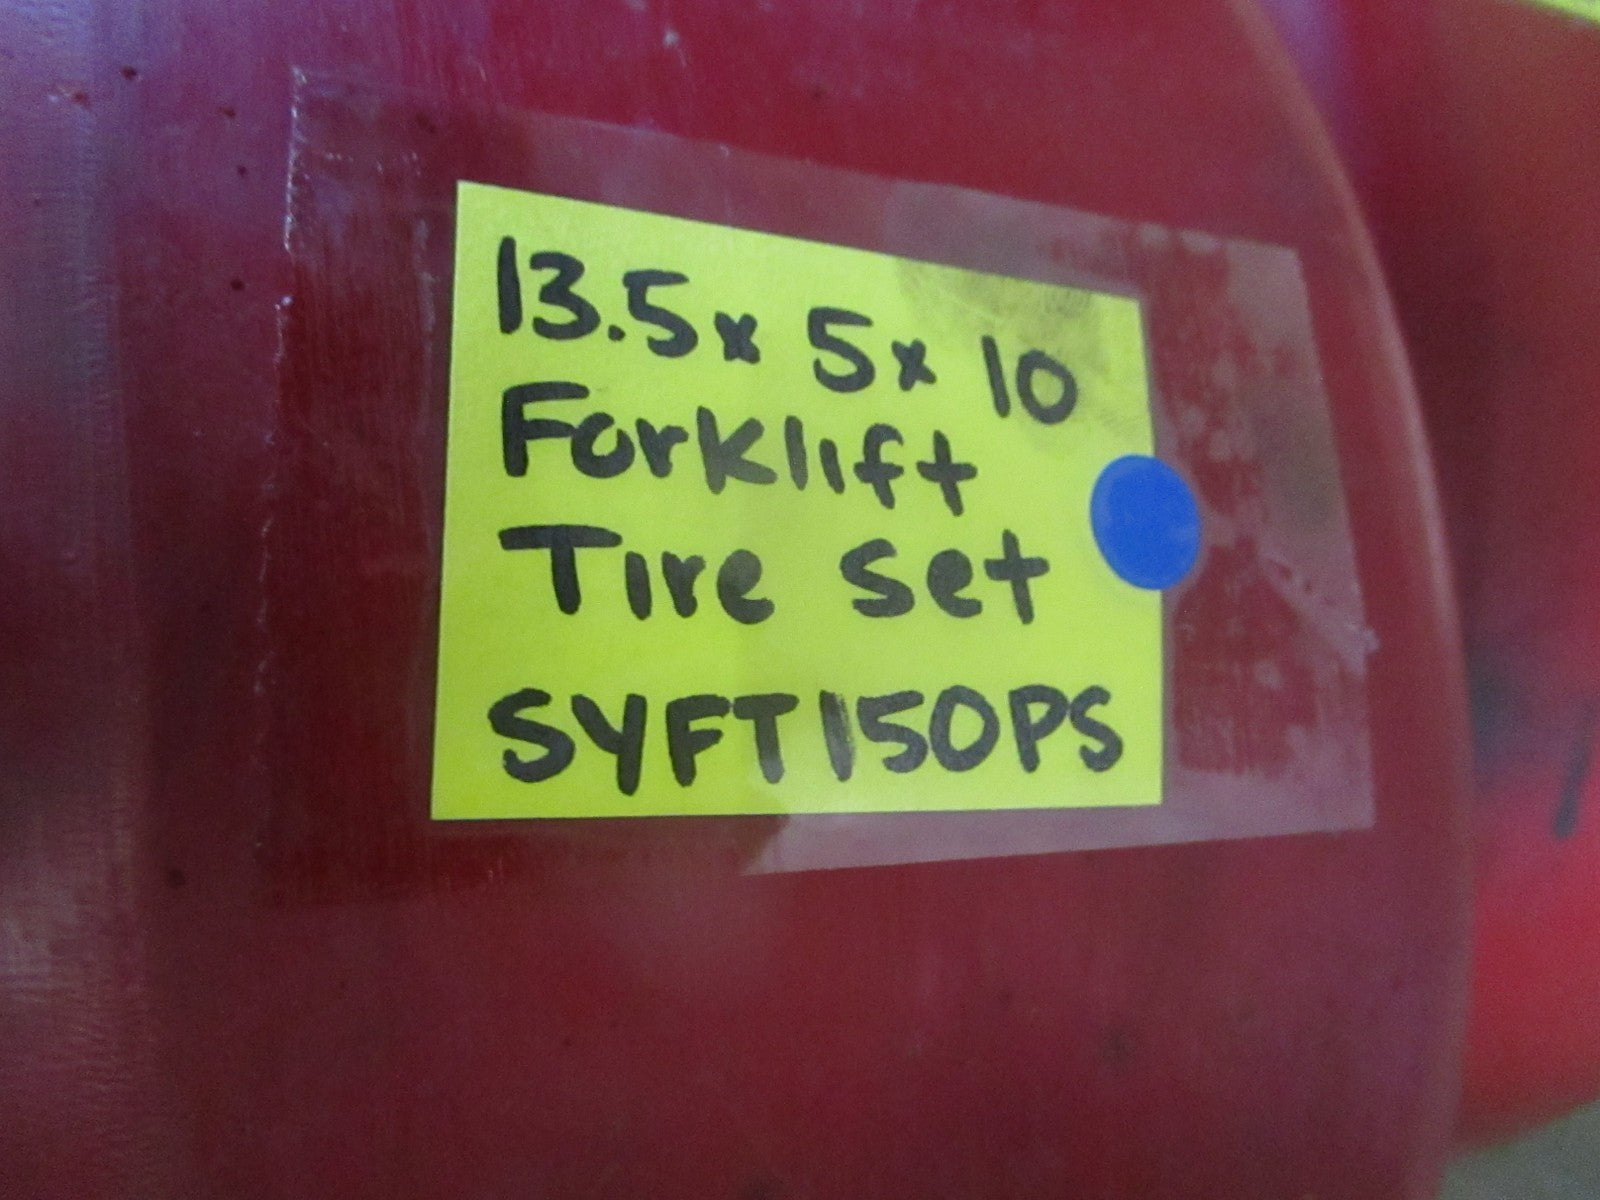 13.5x 5x 10
Forklift
Tire set
SYFT150PS